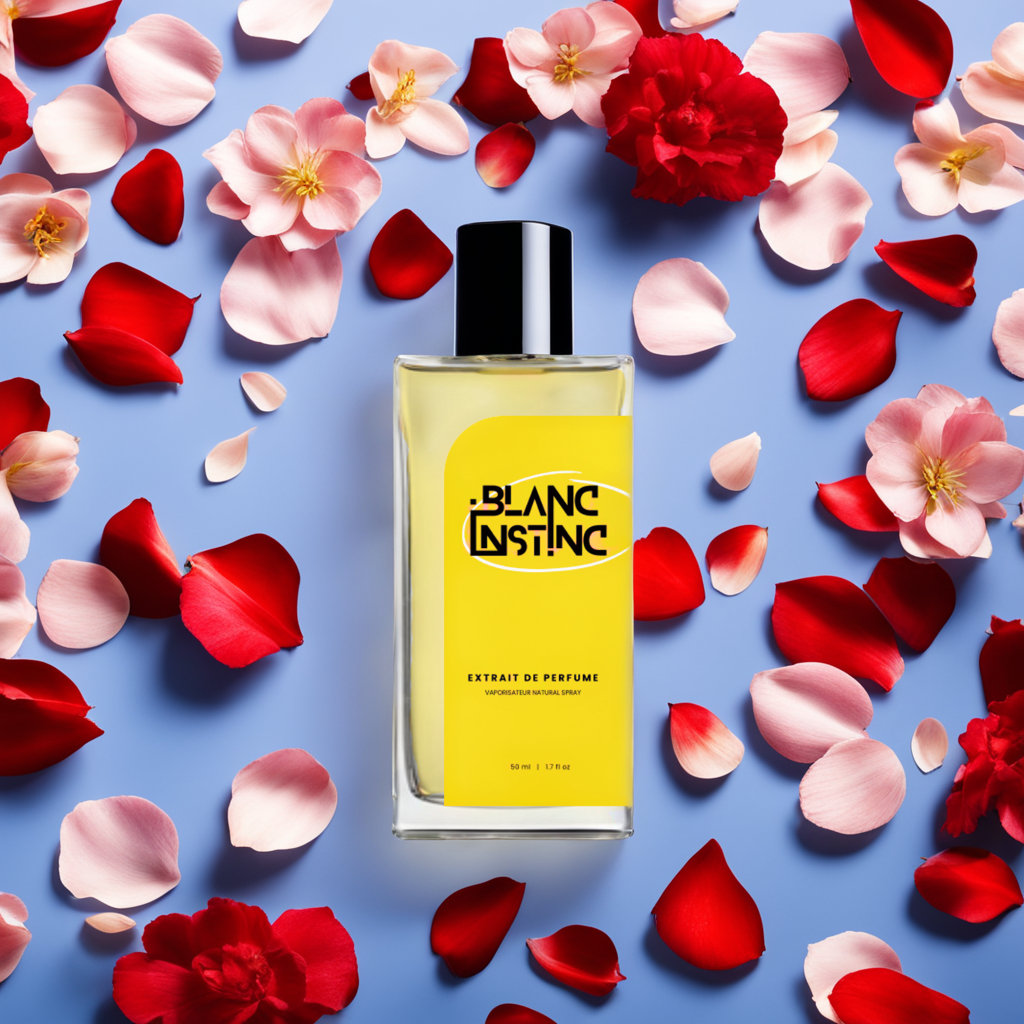 BLANC
INSTINC
EXTRAIT DE PERFUME
VAPORISATEUR NATURAL SPRAY
50 ml | 1.7 fl oz